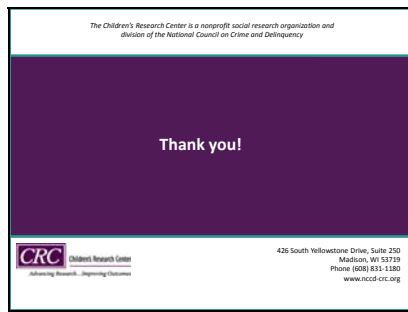 The Children's Research Center is a nonprofit social research organization and
division of the National Council on Crime and Delinquency
Thank you!
CRC Children's Research Center
Advancing Research...Improving Outcomes
426 South Yellowstone Drive, Suite 250
Madison, WI 53719
Phone (608) 831-1180
www.nccd-crc.org